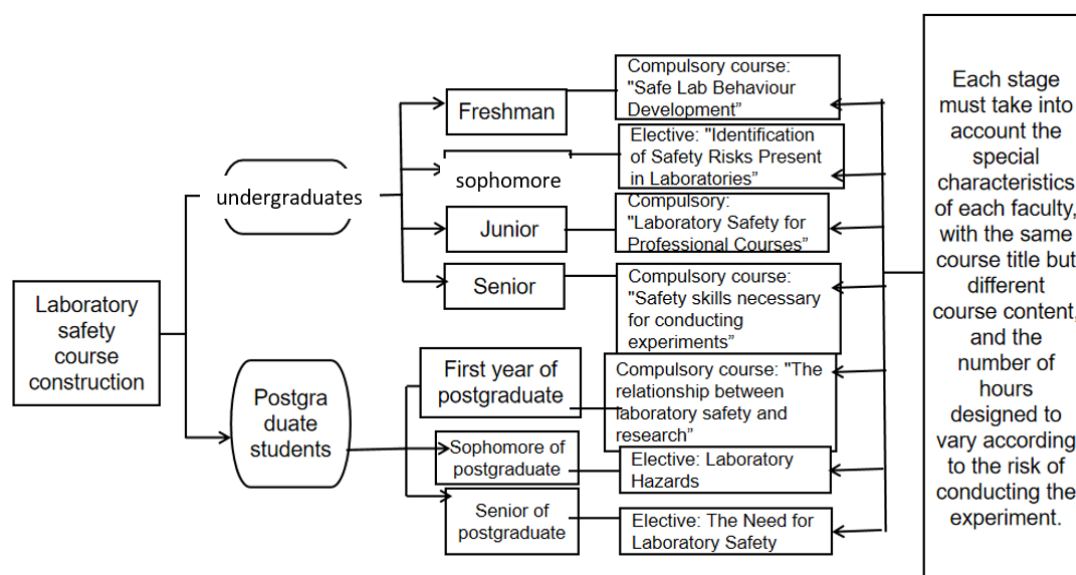 Laboratory
safety
course
construction
undergraduates
Postgra
duate
students
Freshman
sophomore
Junior
Senior
First year of
postgraduate
Sophomore of
postgraduate
Senior of
postgraduate
Compulsory course:
"Safe Lab Behaviour
Development”
Elective: "Identification
of Safety Risks Present
in Laboratories”
Compulsory:
"Laboratory Safety for
Professional Courses”
Compulsory course:
"Safety skills necessary
for conducting
experiments”
Compulsory course: "The
relationship between
laboratory safety and
research”
Elective: Laboratory
Hazards
Elective: The Need for
Laboratory Safety
Each stage
must take into
account the
special
characteristics
of each faculty,
with the same
course title but
different
course content,
and the
number of
hours
designed to
vary according
to the risk of
conducting the
experiment.